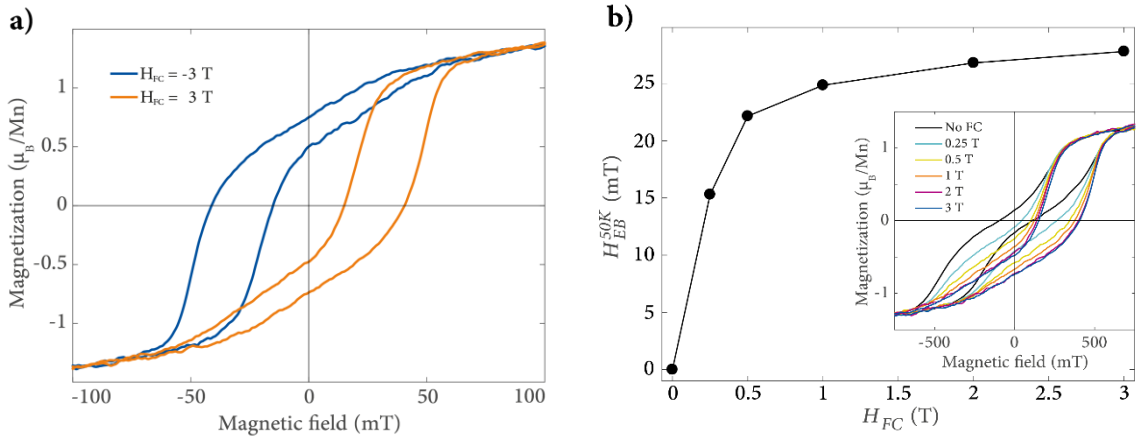 a)
H_FC = -3 T
H_FC = 3 T
Magnetization (μ_B/Mn)
1
0.5
0
-0.5
-1
-100
-50
0
50
100
Magnetic field (mT)
b)
H_EB^50K (mT)
25
20
15
10
5
0
0
0.5
1
1.5
2
2.5
3
H_FC (T)
No FC
0.25 T
0.5 T
1 T
2 T
3 T
Magnetization (μ_B/Mn)
1
0
-1
-500
0
500
Magnetic field (mT)